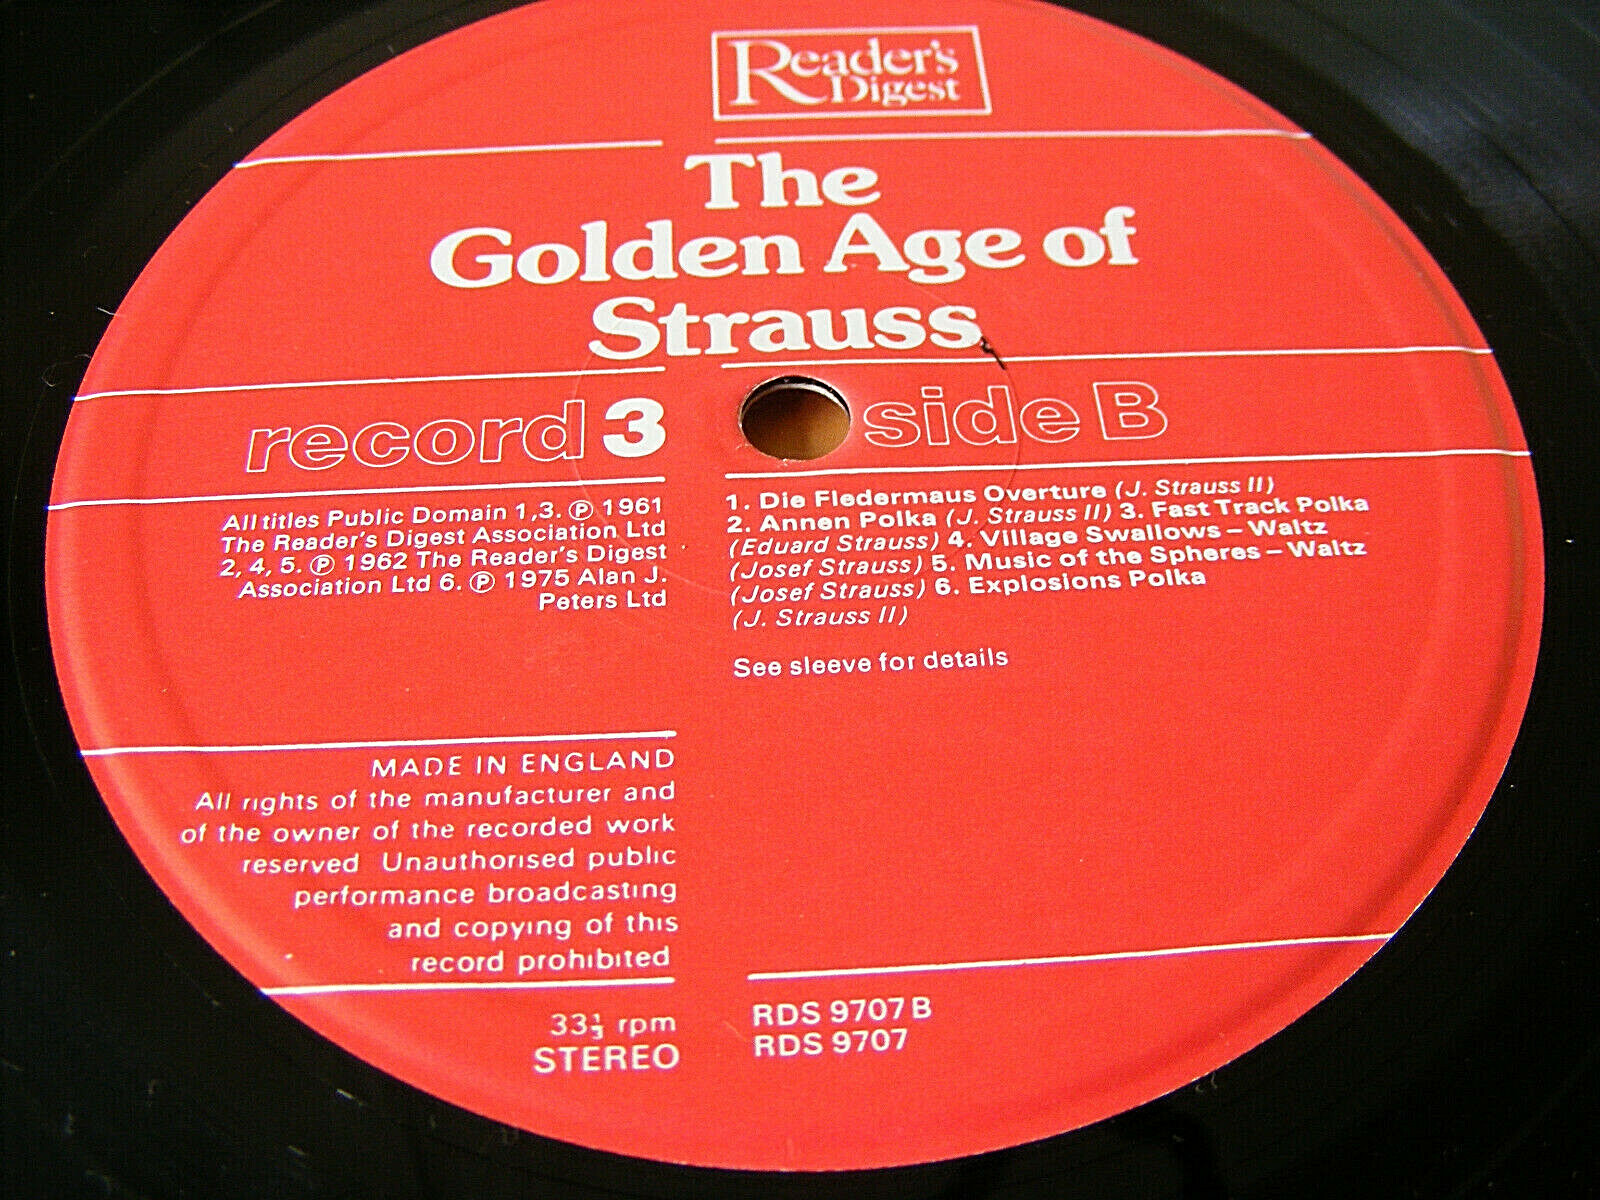 Reader's
Digest
The
Golden Age of
Strauss
record 3
side B
All titles Public Domain 1,3. ℗ 1961
The Reader's Digest Association Ltd
2, 4, 5. ℗ 1962 The Reader's Digest
Association Ltd 6. ℗ 1975 Alan J.
Peters Ltd
1. Die Fledermaus Overture (J. Strauss II)
2. Annen Polka (J. Strauss II) 3. Fast Track Polka
(Eduard Strauss) 4. Village Swallows – Waltz
(Josef Strauss) 5. Music of the Spheres – Waltz
(Josef Strauss) 6. Explosions Polka
(J. Strauss II)
See sleeve for details
MADE IN ENGLAND
All rights of the manufacturer and
of the owner of the recorded work
reserved Unauthorised public
performance broadcasting
and copying of this
record prohibited
33⅓ rpm
STEREO
RDS 9707 B
RDS 9707